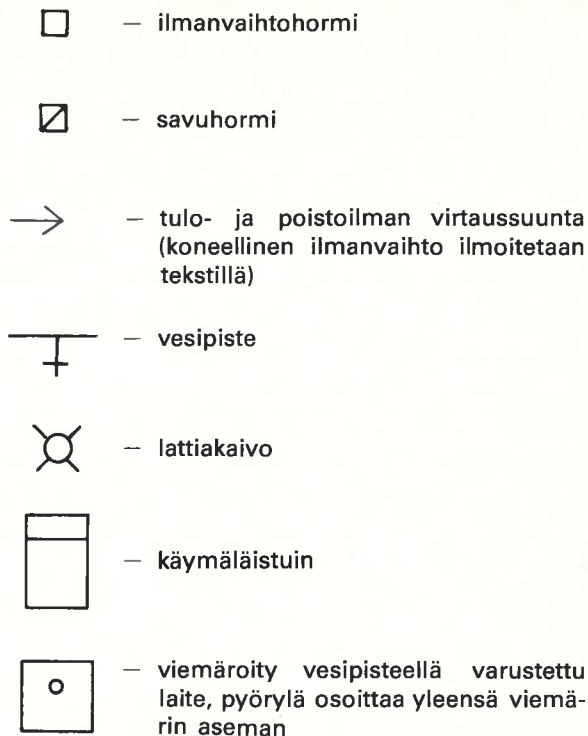 — ilmanvaihtohormi
— savuhormi
— tulo- ja poistoilman virtaussuunta
(koneellinen ilmanvaihto ilmoitetaan
tekstillä)
— vesipiste
— lattiakaivo
— käymäläistuin
— viemäroity vesipisteellä varustettu
laite, pyörylä osoittaa yleensä viemä-
rin aseman